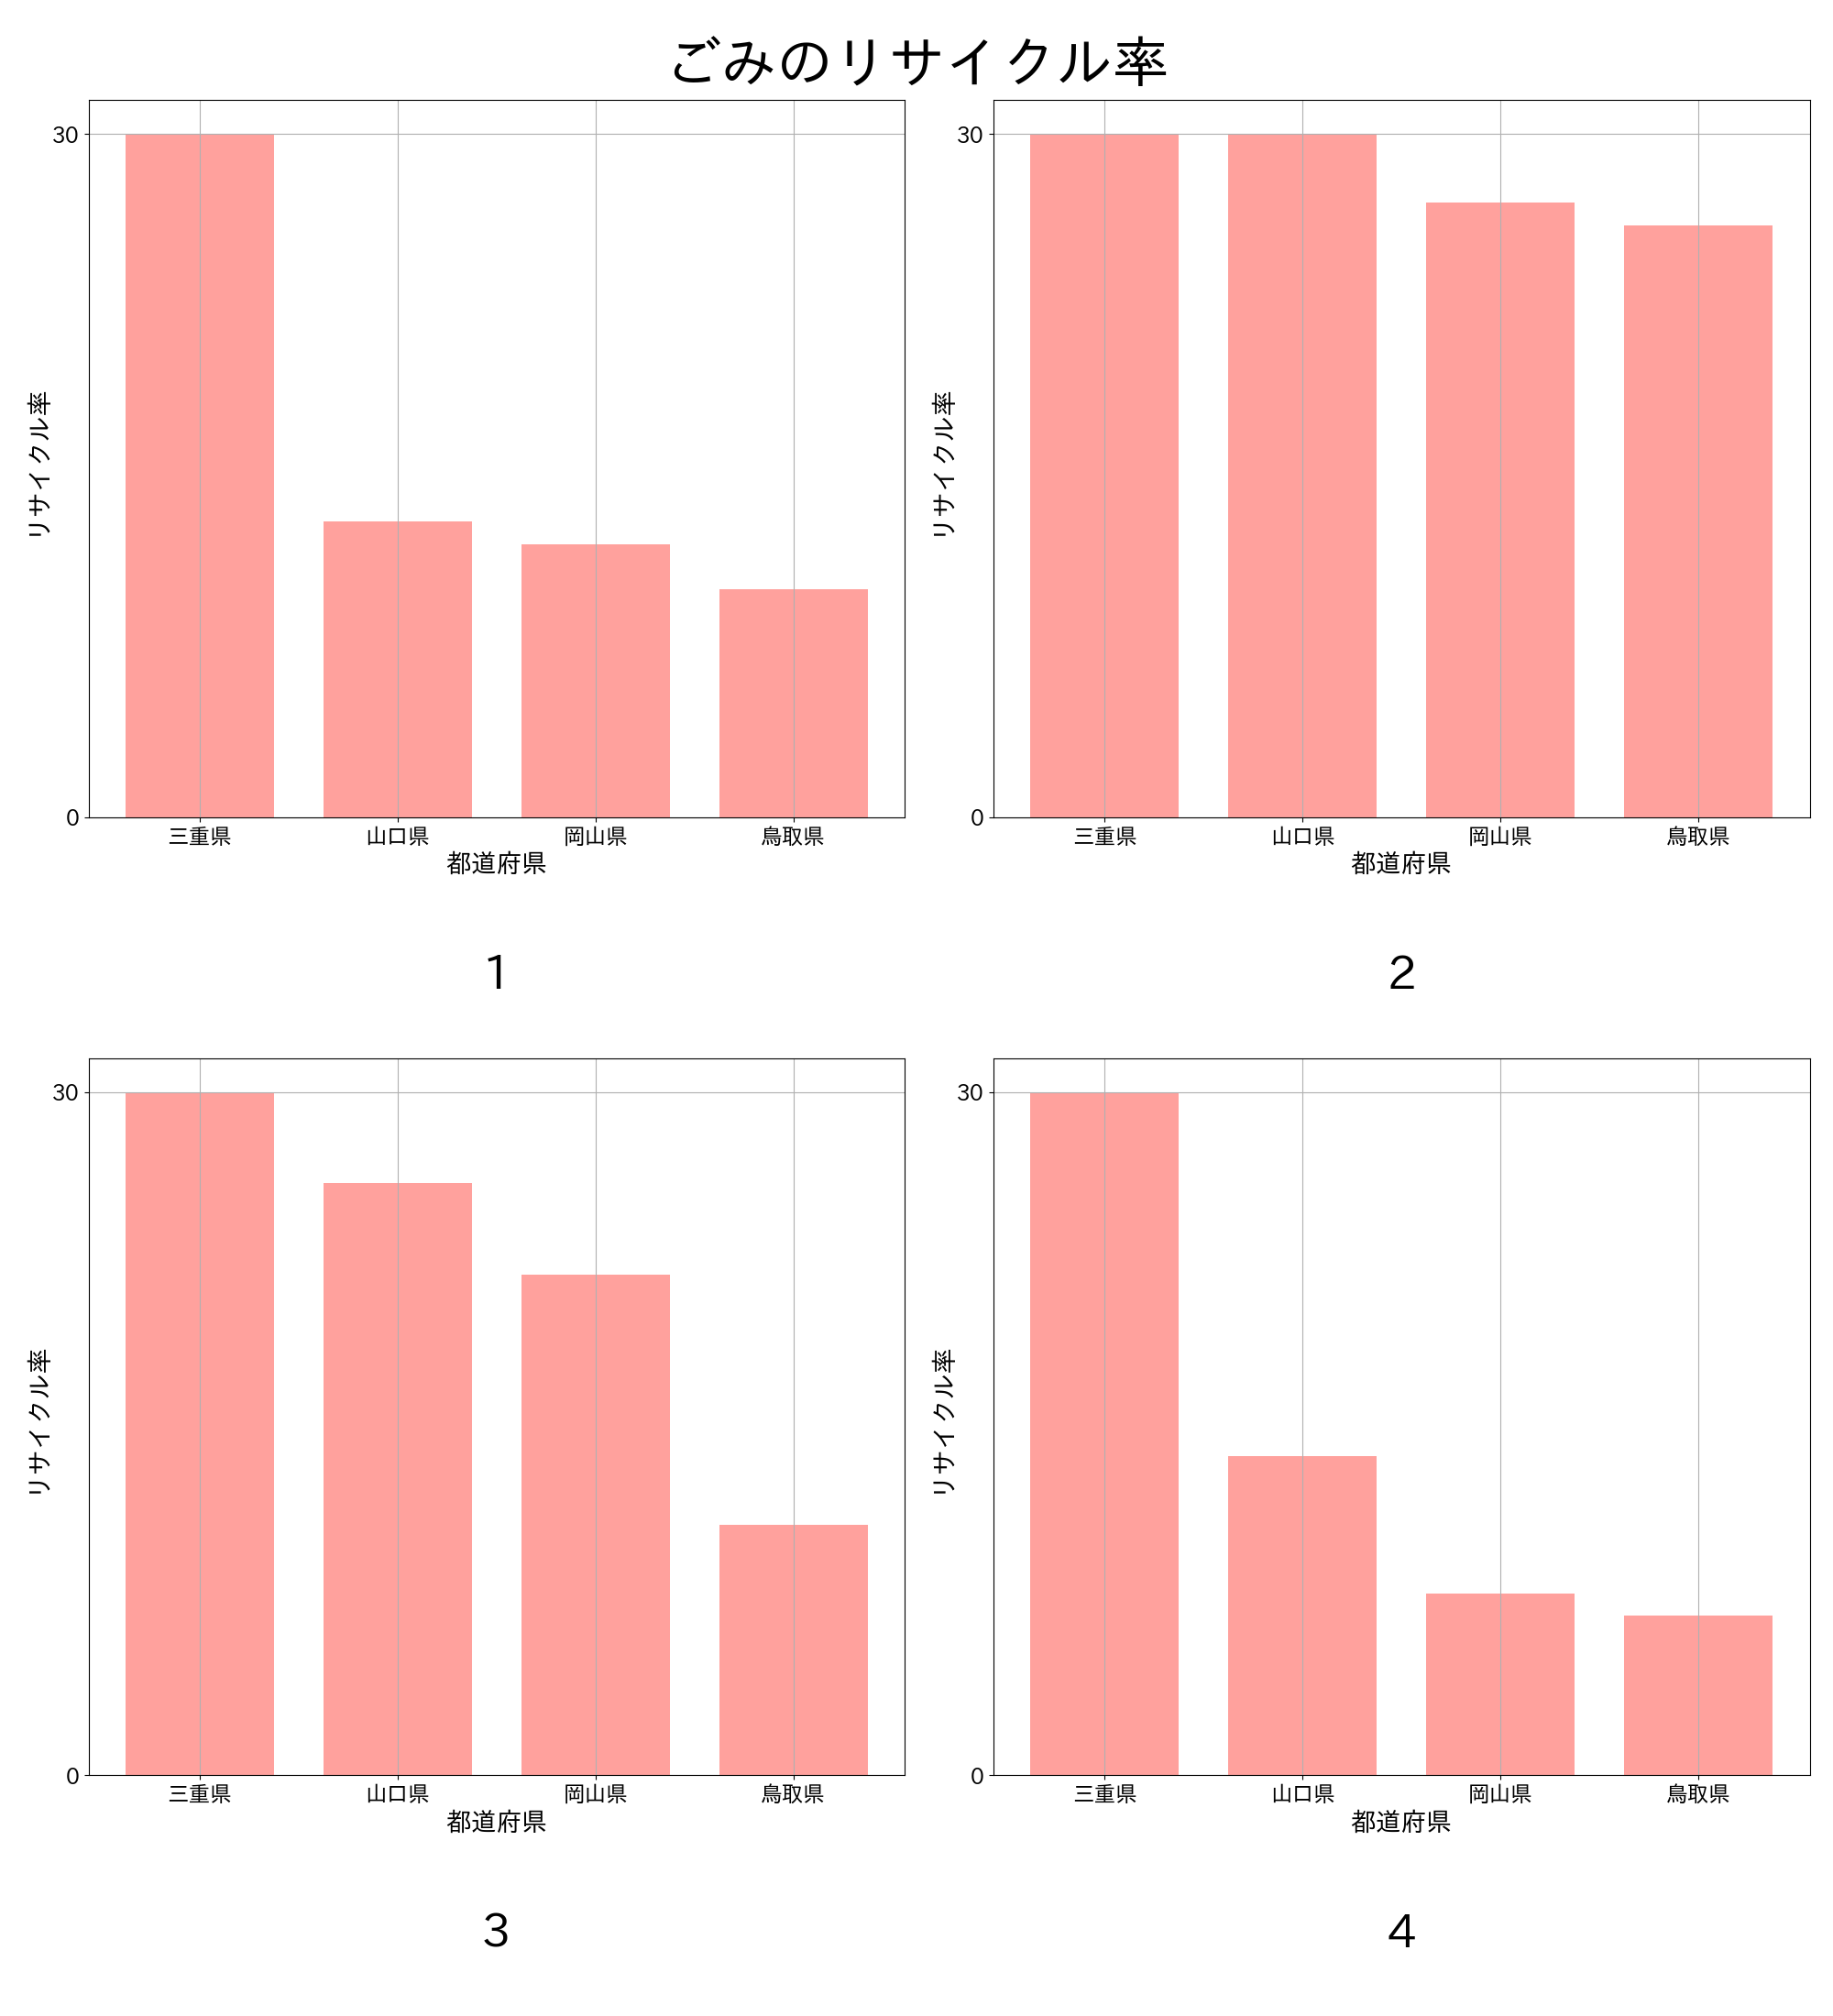 ごみのリサイクル率
30
0
リサイクル率
三重県 山口県 岡山県 鳥取県
都道府県
1
30
0
リサイクル率
三重県 山口県 岡山県 鳥取県
都道府県
2
30
0
リサイクル率
三重県 山口県 岡山県 鳥取県
都道府県
3
30
0
リサイクル率
三重県 山口県 岡山県 鳥取県
都道府県
4